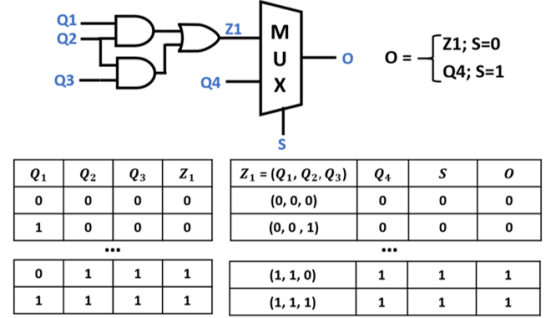 Q1
Q2
Q3
Z1
Q4
M
U
X
S
O
O = { Z1; S=0
Q4; S=1
Q₁ Q₂ Q₃ Z₁
0 0 0 0
1 0 0 0
...
0 1 1 1
1 1 1 1
Z₁ = (Q₁, Q₂, Q₃) Q₄ S O
(0, 0, 0) 0 0 0
(0, 0 , 1) 0 0 0
...
(1, 1, 0) 1 1 1
(1, 1, 1) 1 1 1